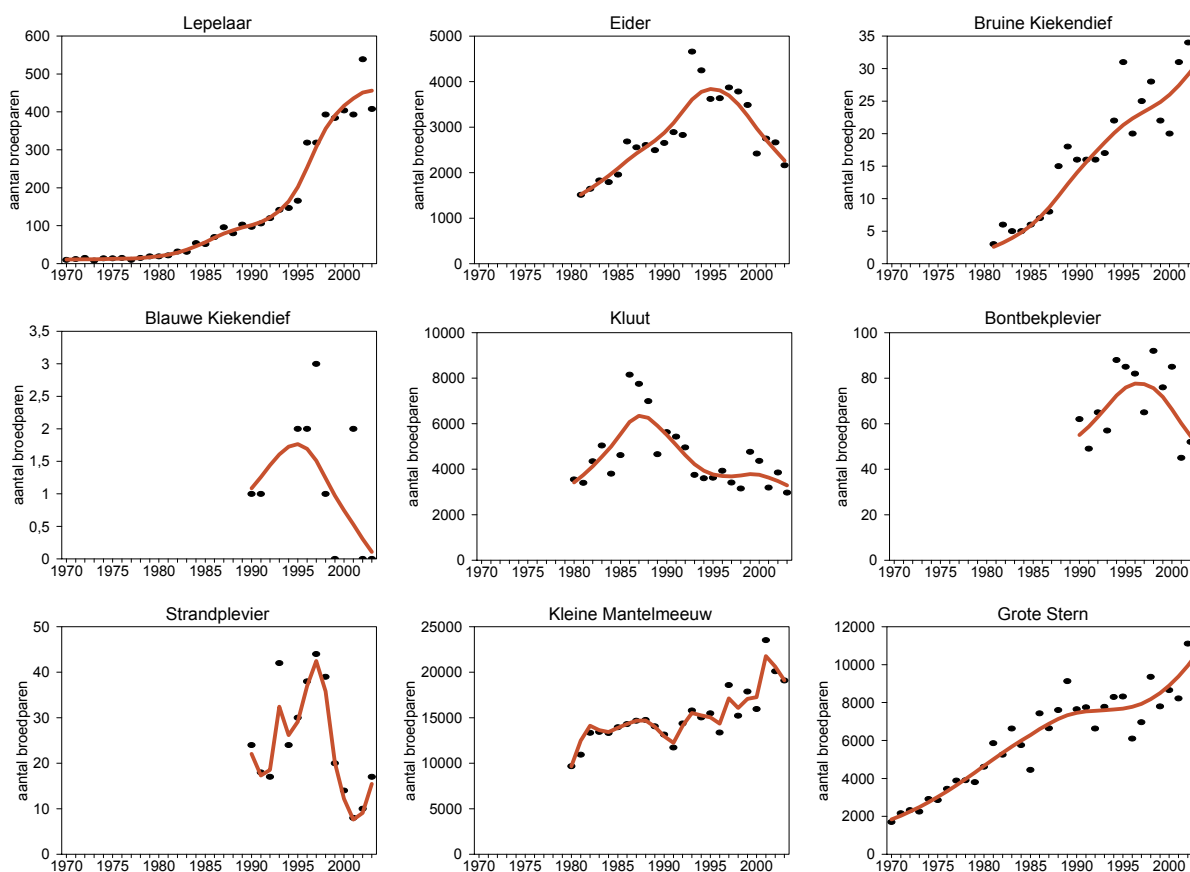 Lepelaar
aantal broedparen
600
500
400
300
200
100
0
1970 1975 1980 1985 1990 1995 2000
Eider
aantal broedparen
5000
4000
3000
2000
1000
0
1970 1975 1980 1985 1990 1995 2000
Bruine Kiekendief
aantal broedparen
35
30
25
20
15
10
5
0
1970 1975 1980 1985 1990 1995 2000
Blauwe Kiekendief
aantal broedparen
3,5
3
2,5
2
1,5
1
0,5
0
1970 1975 1980 1985 1990 1995 2000
Kluut
aantal broedparen
10000
8000
6000
4000
2000
0
1970 1975 1980 1985 1990 1995 2000
Bontbekplevier
aantal broedparen
100
80
60
40
20
0
1970 1975 1980 1985 1990 1995 2000
Strandplevier
aantal broedparen
50
40
30
20
10
0
1970 1975 1980 1985 1990 1995 2000
Kleine Mantelmeeuw
aantal broedparen
25000
20000
15000
10000
5000
0
1970 1975 1980 1985 1990 1995 2000
Grote Stern
aantal broedparen
12000
10000
8000
6000
4000
2000
0
1970 1975 1980 1985 1990 1995 2000